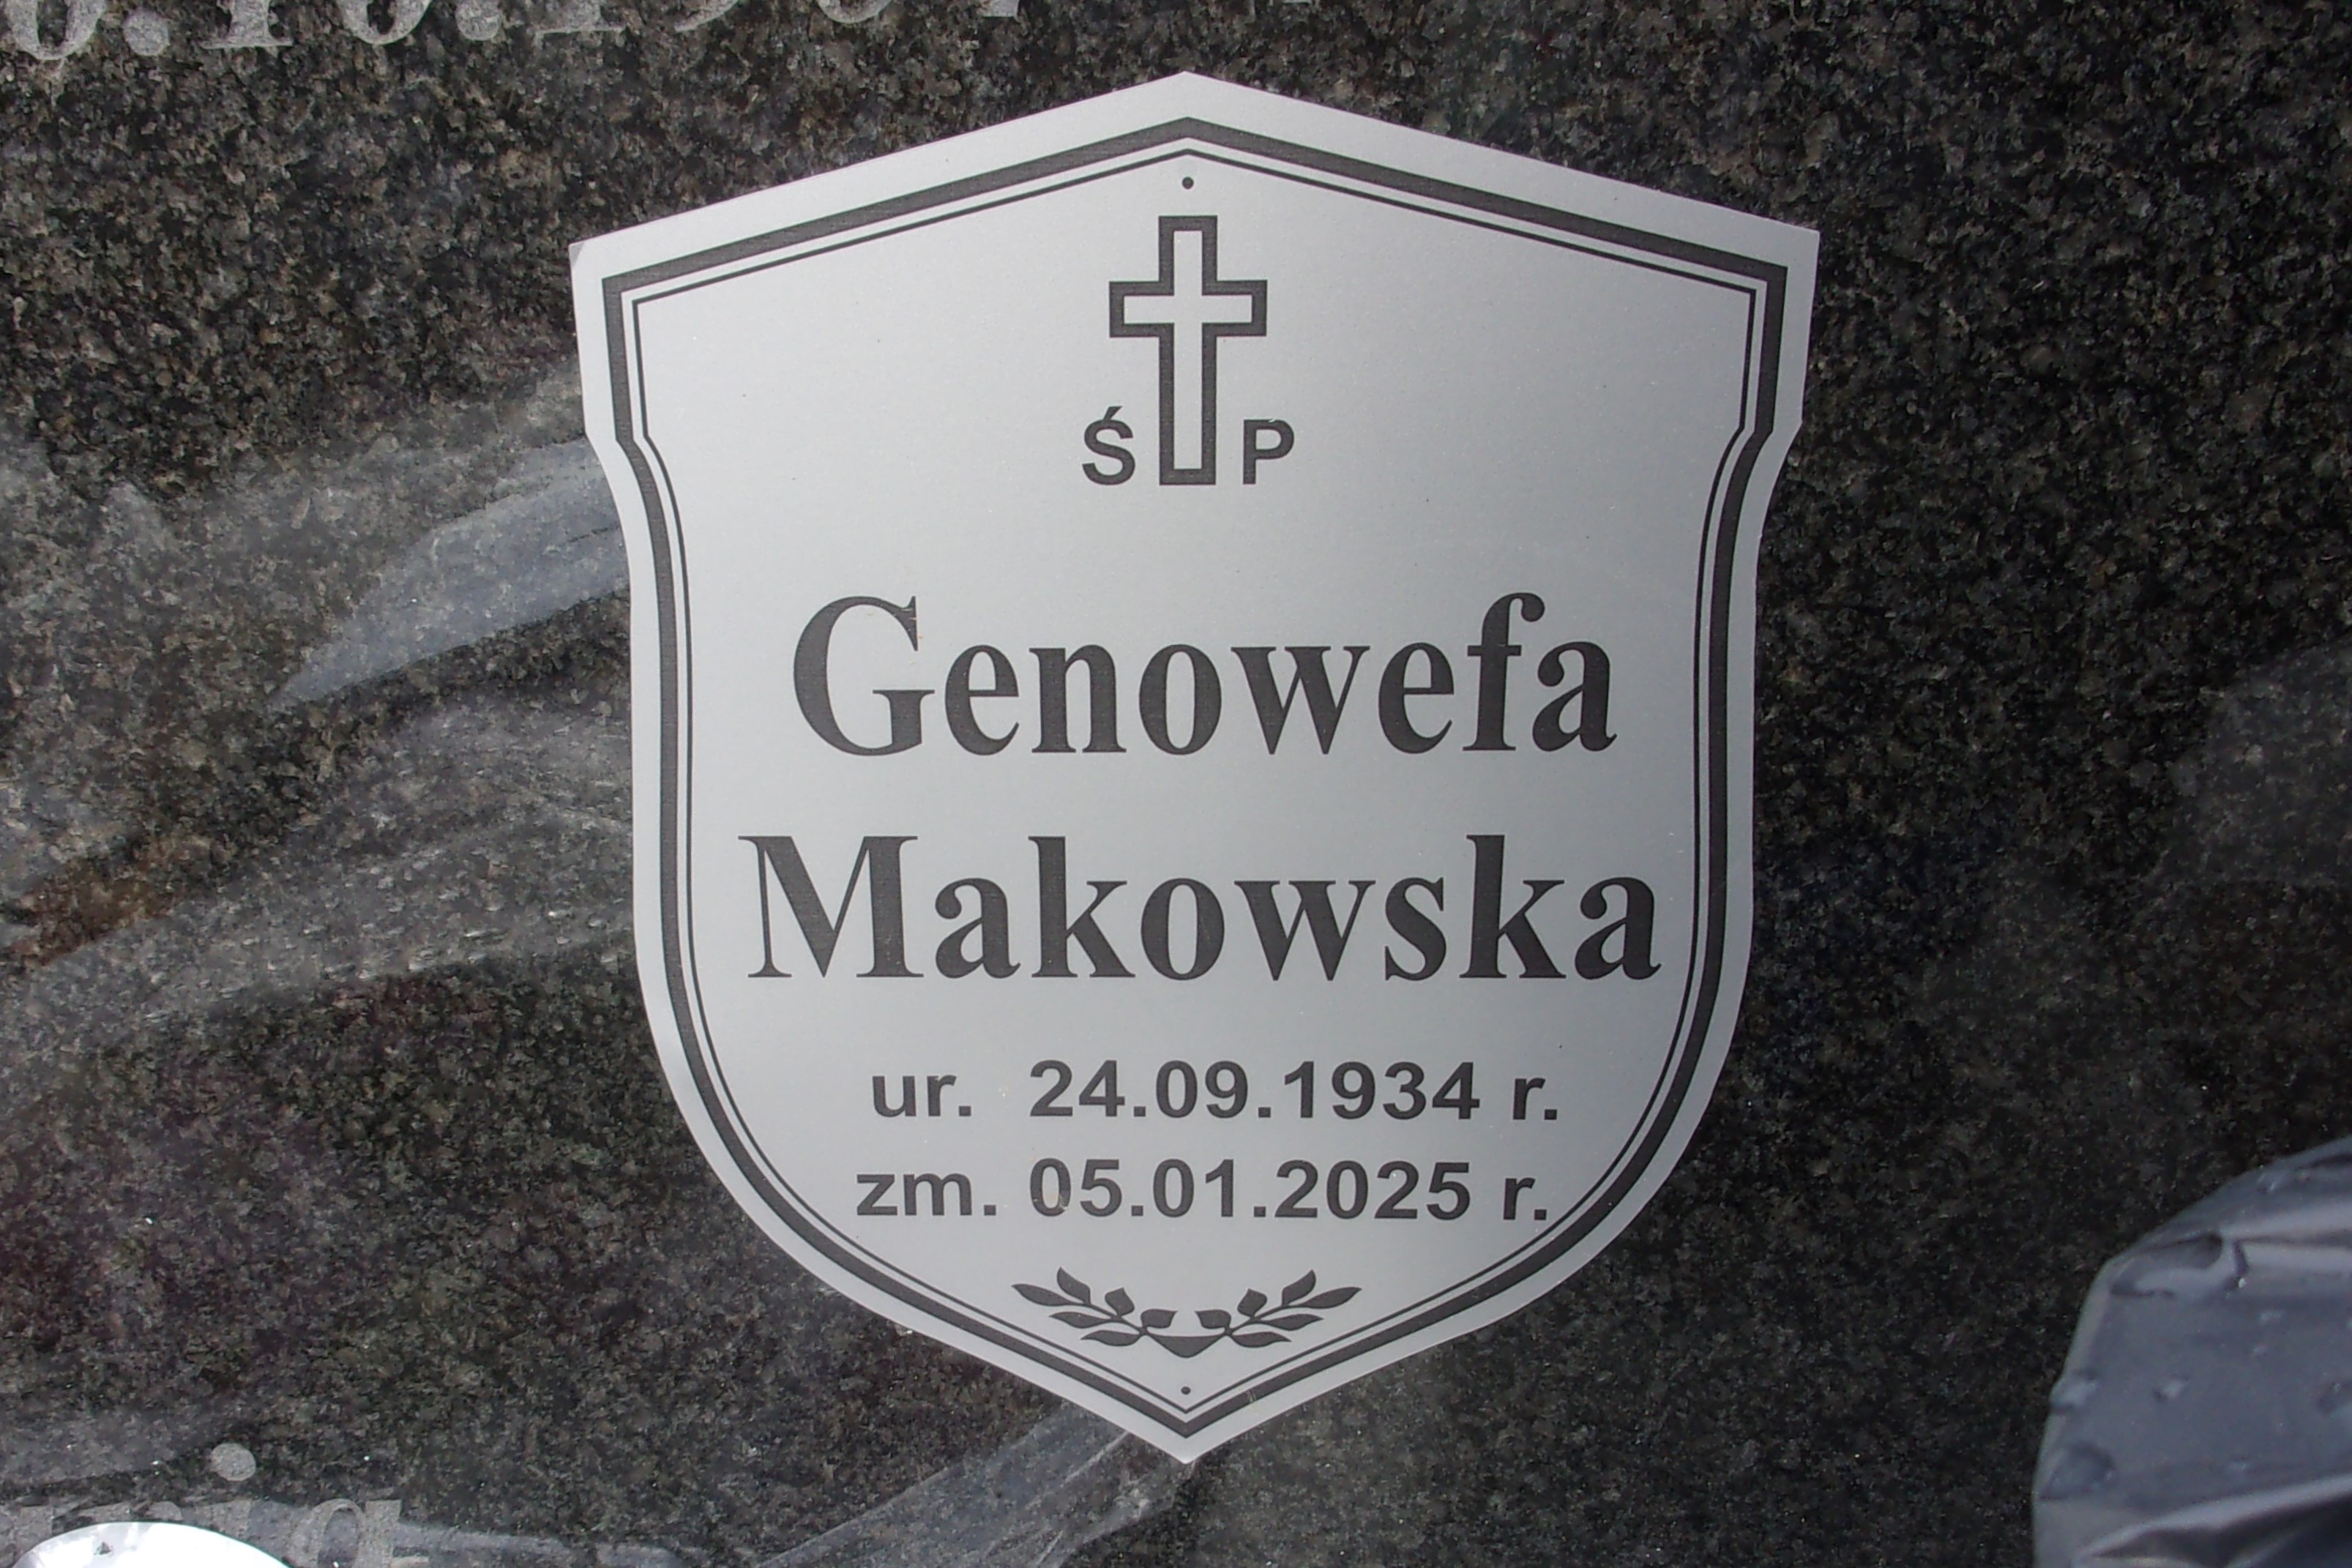 Ś P
Genowefa
Makowska
ur. 24.09.1934 r.
zm. 05.01.2025 r.